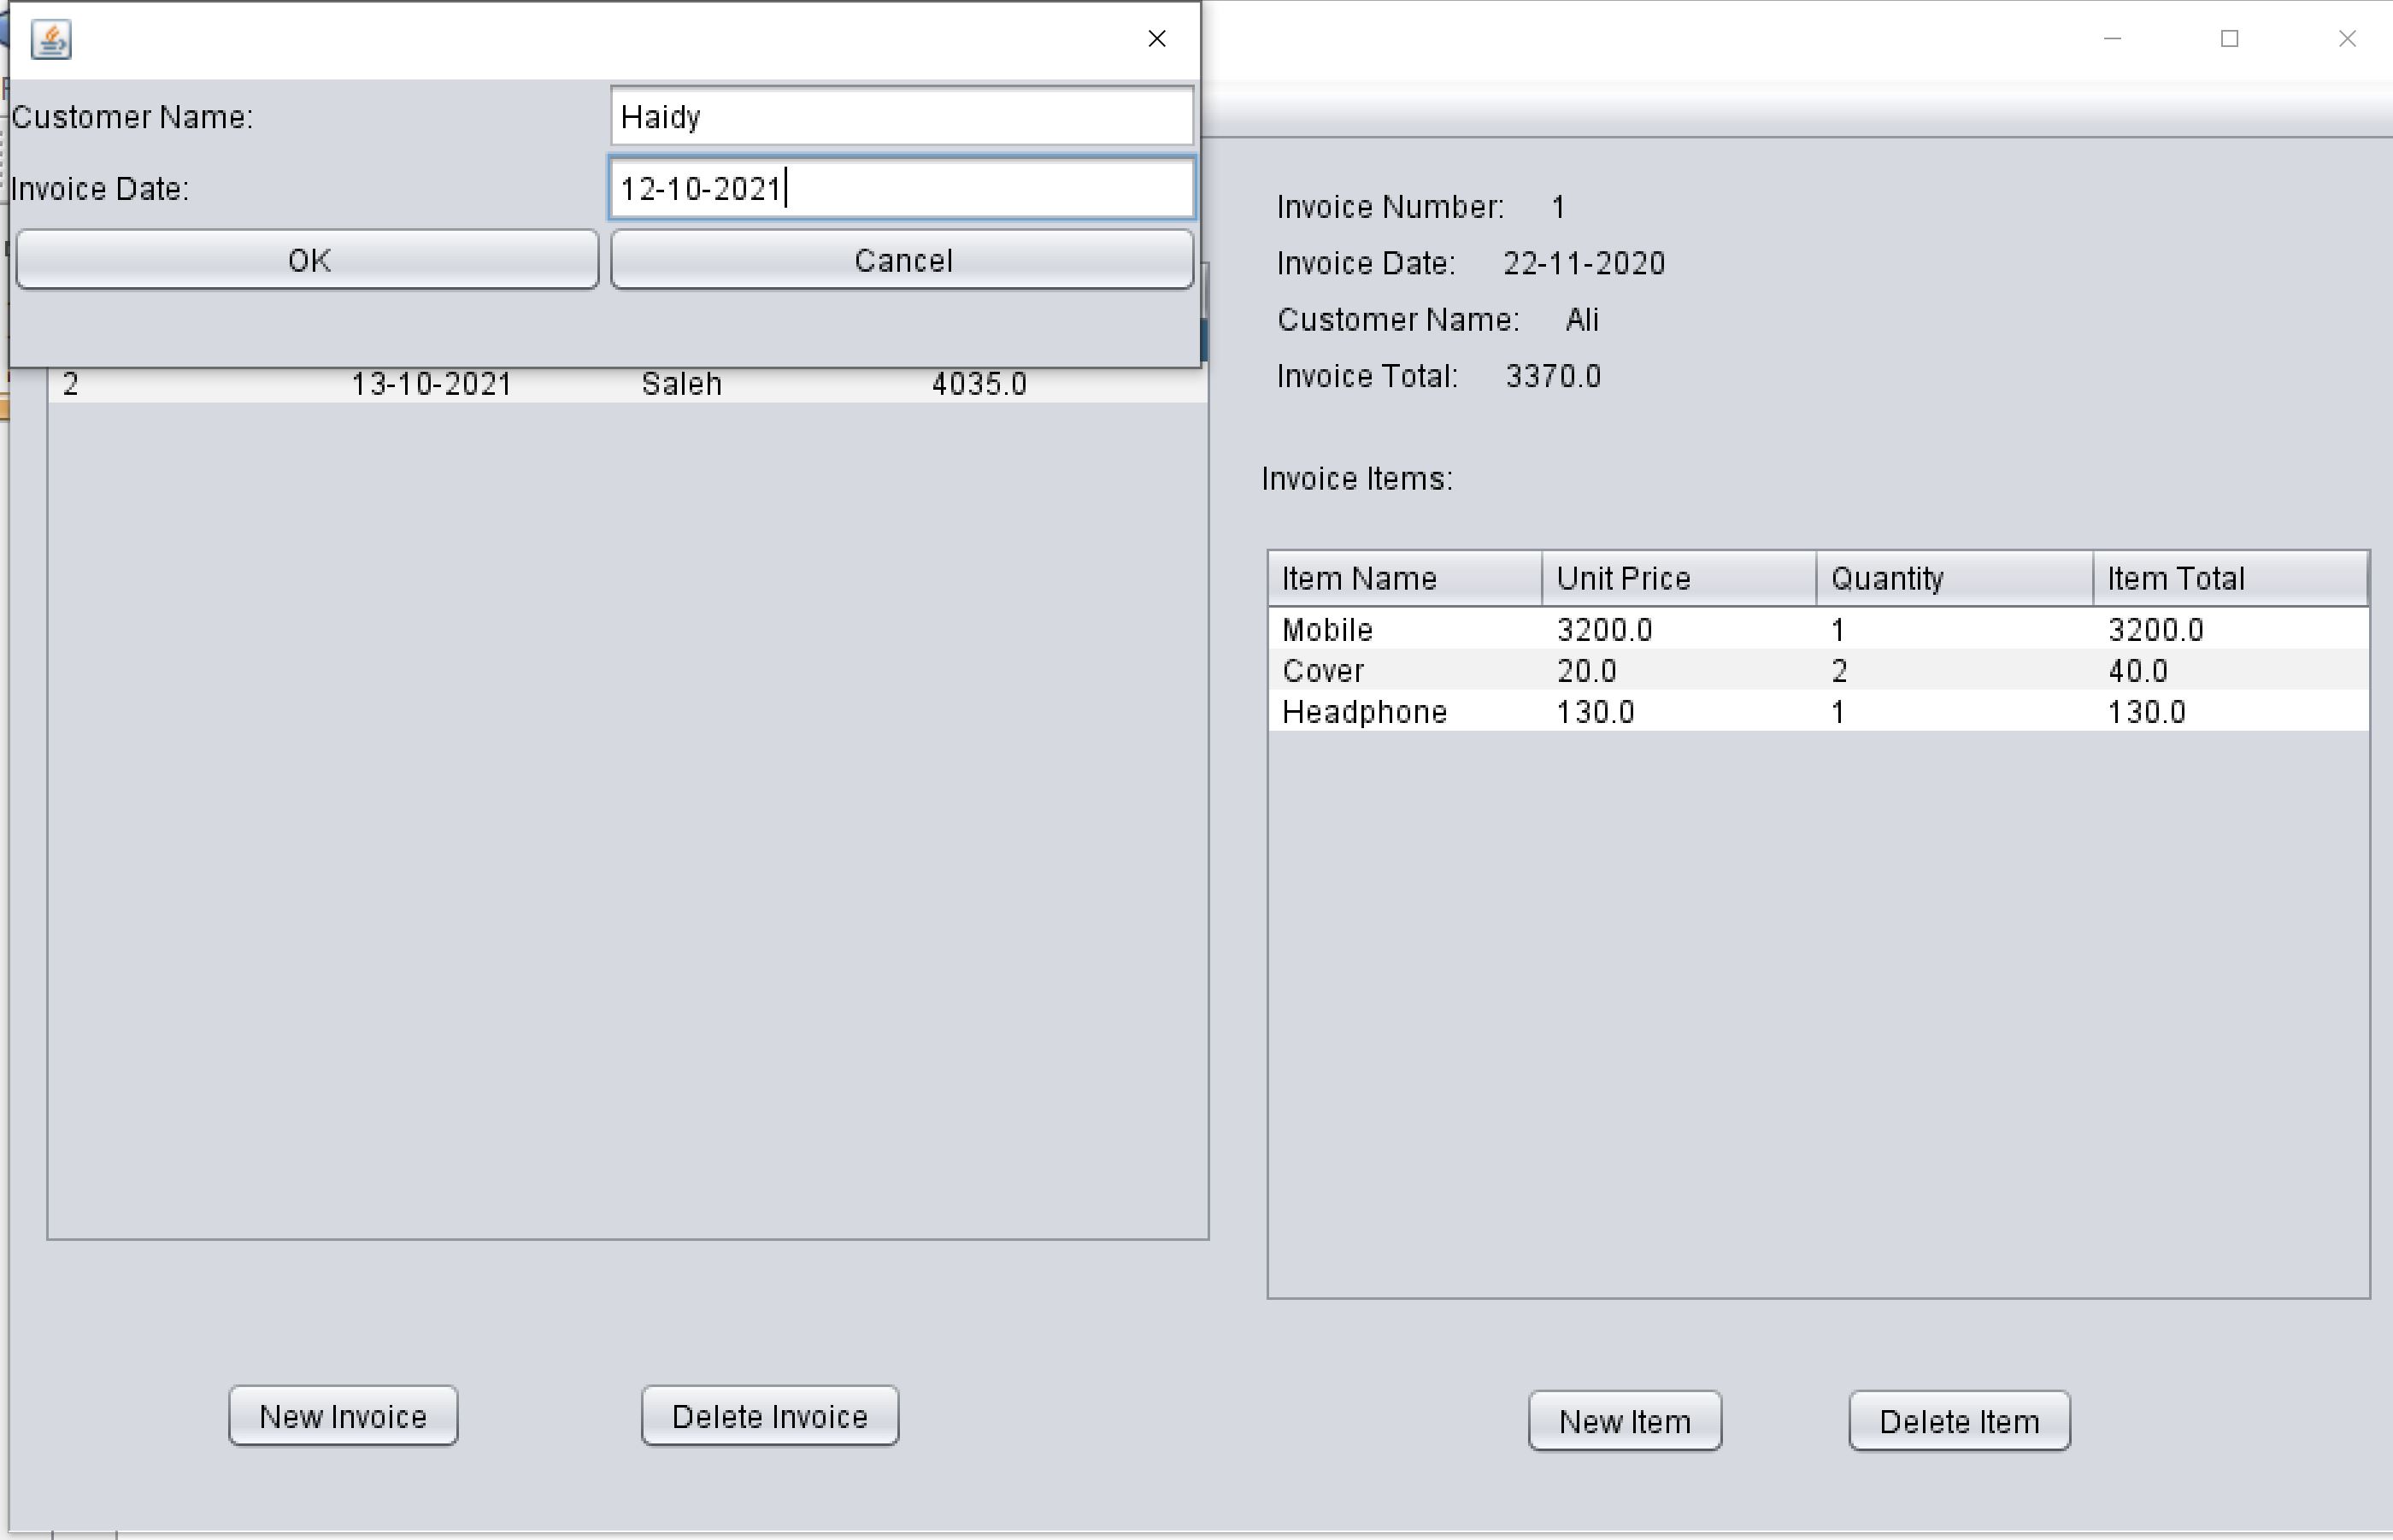 Customer Name: Haidy
Invoice Date: 12-10-2021
OK Cancel
2 13-10-2021 Saleh 4035.0
New Invoice Delete Invoice
Invoice Number: 1
Invoice Date: 22-11-2020
Customer Name: Ali
Invoice Total: 3370.0
Invoice Items:
Item Name Unit Price Quantity Item Total
Mobile 3200.0 1 3200.0
Cover 20.0 2 40.0
Headphone 130.0 1 130.0
New Item Delete Item